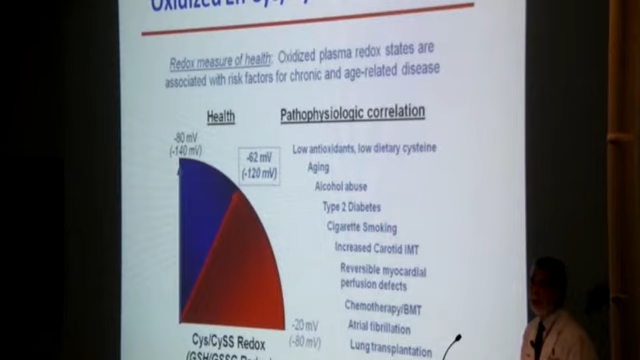 Oxidized
Redox measure of health: Oxidized plasma redox states are
associated with risk factors for chronic and age-related disease
Health
Pathophysiologic correlation
-80 mV
(-140 mV)
-62 mV
(-120 mV)
Low antioxidants, low dietary cysteine
Aging
Alcohol abuse
Type 2 Diabetes
Cigarette Smoking
Increased Carotid IMT
Reversible myocardial
perfusion defects
Chemotherapy/BMT
Atrial fibrillation
Lung transplantation
-20 mV
(-80 mV)
Cys/CySS Redox